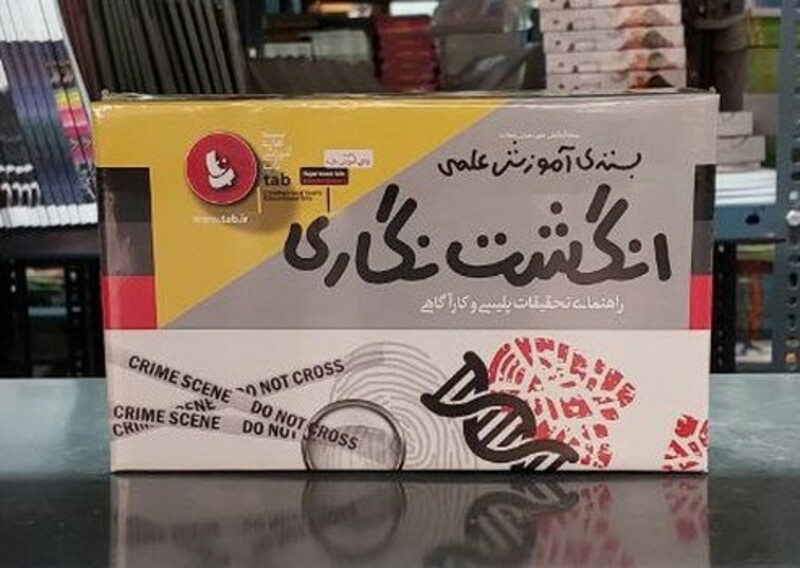 بسته‌ی آموزش علمی
انگشت نگاری
راهنمای تحقیقات پلیسی و کارآگاهی
تاب
tab
www.tab.ir
CRIME SCENE DO NOT CROSS
CRIME SCENE DO NOT CROSS